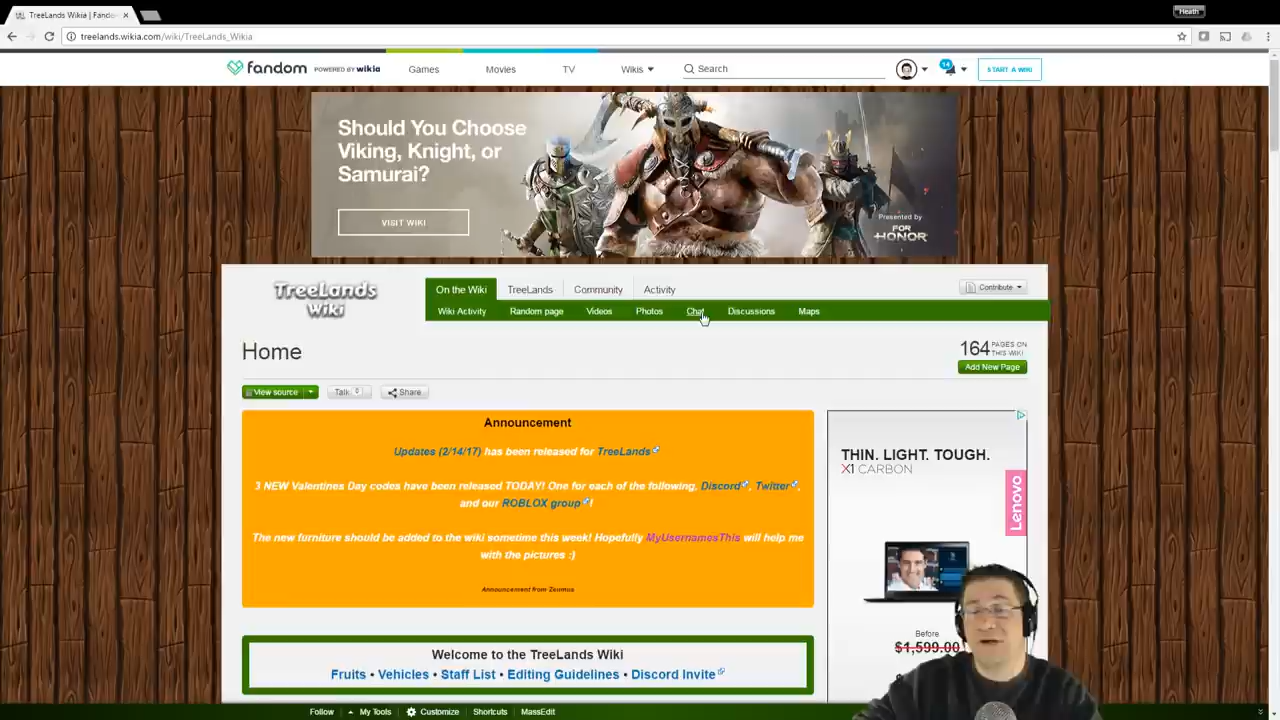 TreeLands Wikia | Fando
Heath
treelands.wikia.com/wiki/TreeLands_Wikia
fandom POWERED BY wikia Games Movies TV Wikis Search 14 START A WIKI
Should You Choose
Viking, Knight, or
Samurai?
VISIT WIKI
Presented by
FOR
HONOR
TreeLands
Wiki
On the Wiki TreeLands Community Activity Contribute
Wiki Activity Random page Videos Photos Chat Discussions Maps
Home
164 PAGES ON
THIS WIKI
Add New Page
View source Talk 0 Share
Announcement
Updates (2/14/17) has been released for TreeLands
3 NEW Valentines Day codes have been released TODAY! One for each of the following, Discord, Twitter,
and our ROBLOX group!
The new furniture should be added to the wiki sometime this week! Hopefully MyUsernamesThis will help me
with the pictures :)
Announcement from Zeimus
THIN. LIGHT. TOUGH.
X1 CARBON
Lenovo
Before
$1,599.00
Welcome to the TreeLands Wiki
Fruits • Vehicles • Staff List • Editing Guidelines • Discord Invite
Follow My Tools Customize Shortcuts MassEdit